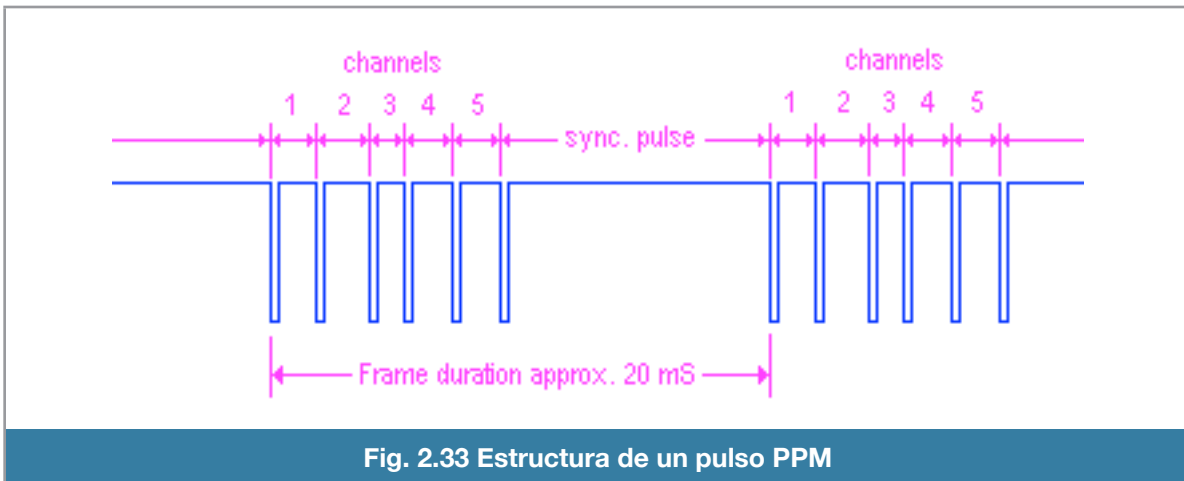 channels
channels
1 2 3 4 5
1 2 3 4 5
sync. pulse
Frame duration approx. 20 mS
Fig. 2.33 Estructura de un pulso PPM